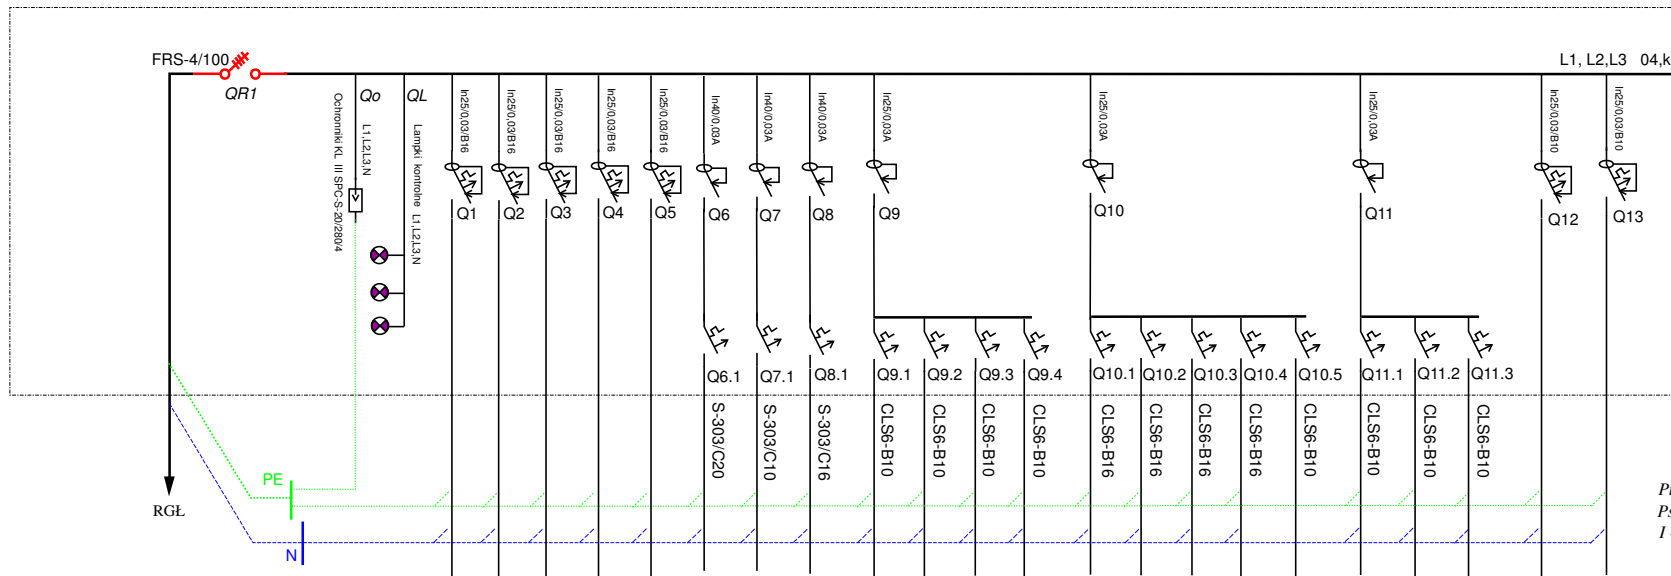 FRS-4/100
QR1
L1, L2,L3 04,k
Ochronniki KL III SPC-S-20/280/4
Qo
L1,L2,L3,N
QL
Lampki kontrolne L1,L2,L3,N
In25/0,03/B16
In25/0,03/B16
In25/0,03/B16
In25/0,03/B16
In25/0,03/B16
In40/0,03A
In40/0,03A
In40/0,03A
In25/0,03A
In25/0,03A
In25/0,03A
In25/0,03/B10
In25/0,03/B10
Q1
Q2
Q3
Q4
Q5
Q6
Q7
Q8
Q9
Q10
Q11
Q12
Q13
Q6.1
Q7.1
Q8.1
Q9.1
Q9.2
Q9.3
Q9.4
Q10.1
Q10.2
Q10.3
Q10.4
Q10.5
Q11.1
Q11.2
Q11.3
S-303/C20
S-303/C10
S-303/C16
CLS6-B10
CLS6-B10
CLS6-B10
CLS6-B10
CLS6-B16
CLS6-B16
CLS6-B16
CLS6-B10
CLS6-B10
CLS6-B10
CLS6-B10
CLS6-B10
PE
RGŁ
N
Ps
I